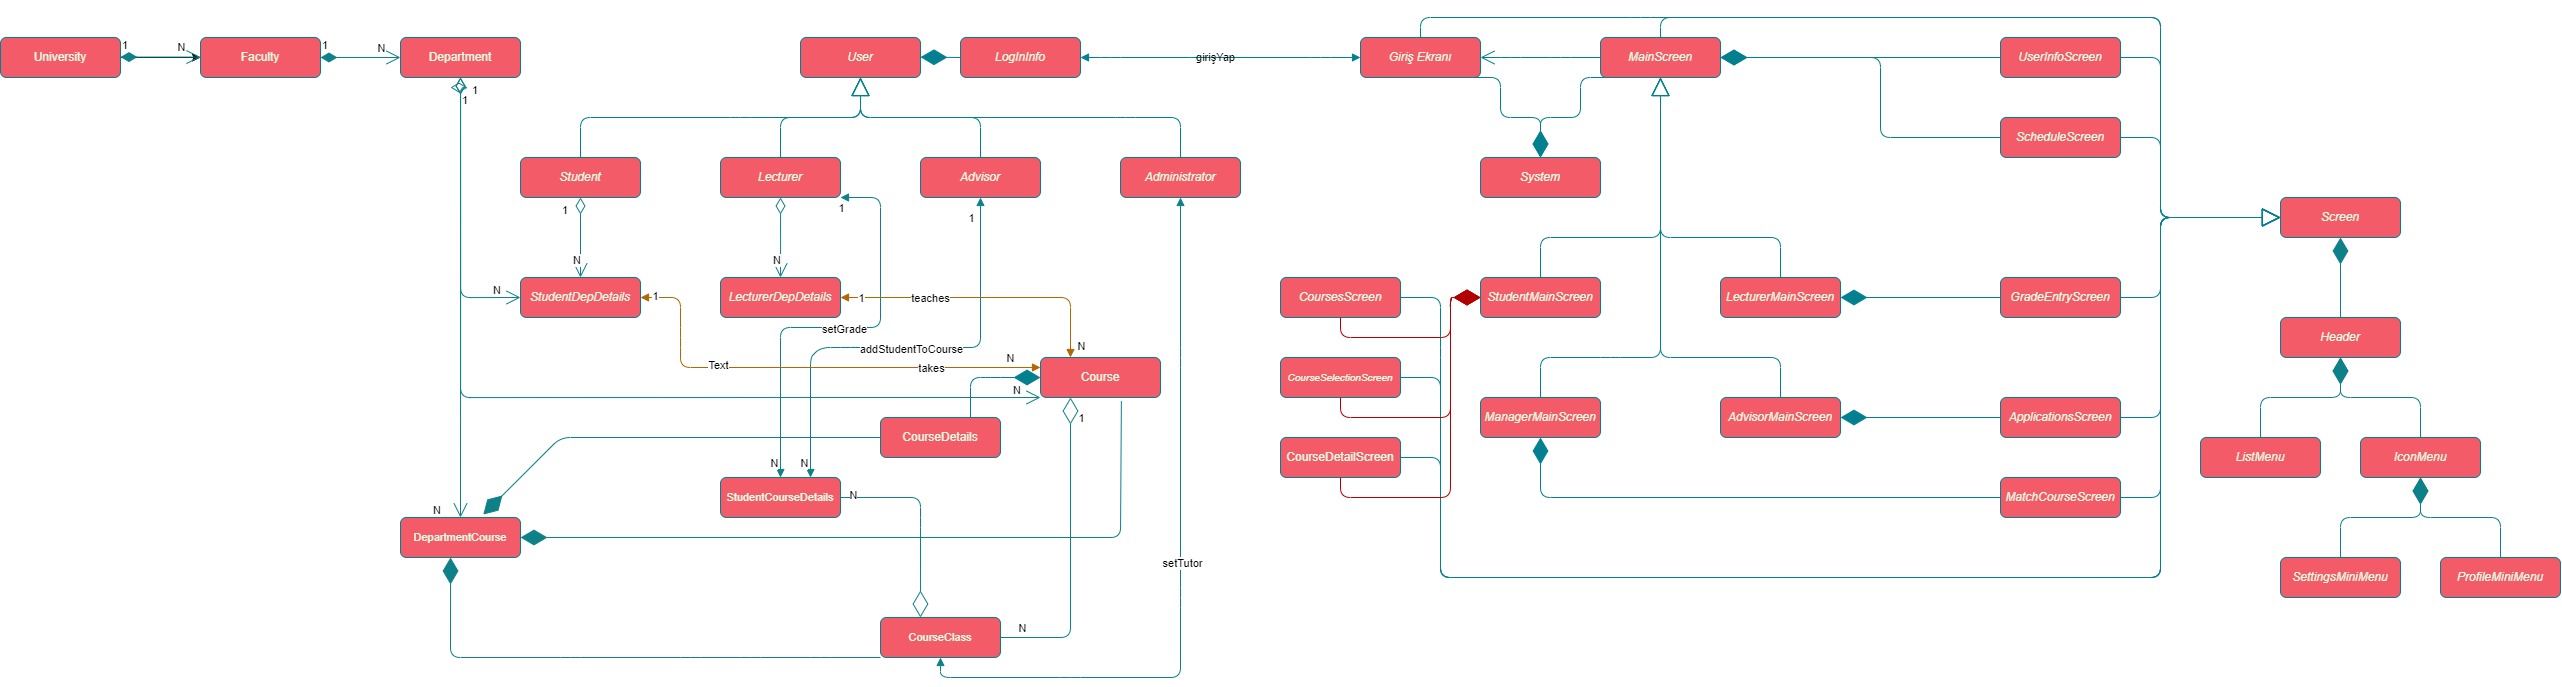 University
1
N
Faculty
1
N
Department
1
1
User
LogInInfo
girişYap
Giriş Ekranı
MainScreen
UserInfoScreen
ScheduleScreen
Student
Lecturer
Advisor
Administrator
System
1
1
1
Screen
N
N
N
StudentDepDetails
1
LecturerDepDetails
1
teaches
CoursesScreen
StudentMainScreen
LecturerMainScreen
GradeEntryScreen
setGrade
addStudentToCourse
N
Header
N
Text
takes
Course
CourseSelectionScreen
N
1
CourseDetails
ManagerMainScreen
AdvisorMainScreen
ApplicationsScreen
CourseDetailScreen
ListMenu
IconMenu
N
N
StudentCourseDetails
N
MatchCourseScreen
N
DepartmentCourse
setTutor
SettingsMiniMenu
ProfileMiniMenu
CourseClass
N